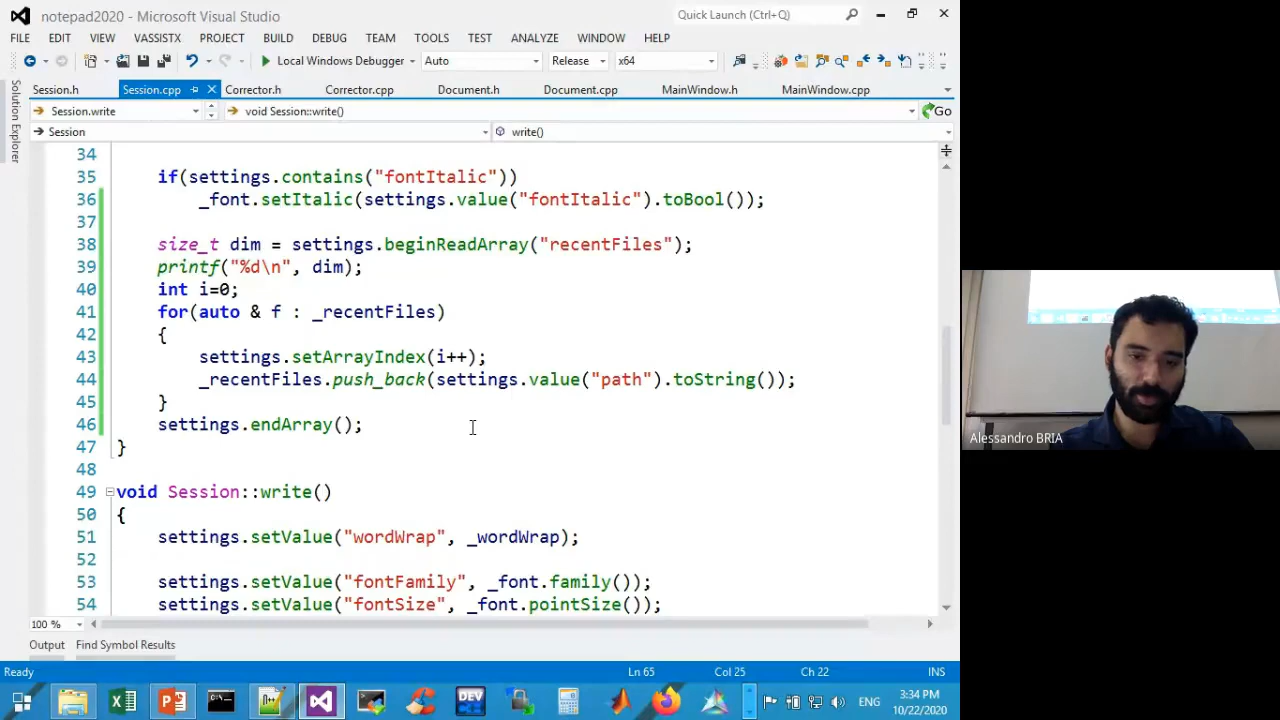 notepad2020 - Microsoft Visual Studio
Quick Launch (Ctrl+Q)
FILE EDIT VIEW VASSISTX PROJECT BUILD DEBUG TEAM TOOLS TEST ANALYZE WINDOW HELP
Local Windows Debugger Auto Release x64
Session.h Session.cpp Corrector.h Corrector.cpp Document.h Document.cpp MainWindow.h MainWindow.cpp
Session.write void Session::write() Go
Session write()
Solution Explorer
34
35 if(settings.contains("fontItalic"))
36 _font.setItalic(settings.value("fontItalic").toBool());
37
38 size_t dim = settings.beginReadArray("recentFiles");
39 printf("%d\n", dim);
40 int i=0;
41 for(auto & f : _recentFiles)
42 {
43 settings.setArrayIndex(i++);
44 _recentFiles.push_back(settings.value("path").toString());
45 }
46 settings.endArray();
47 }
48
49 void Session::write()
50 {
51 settings.setValue("wordWrap", _wordWrap);
52
53 settings.setValue("fontFamily", _font.family());
54 settings.setValue("fontSize", _font.pointSize());
100 %
Output Find Symbol Results
Ready Ln 65 Col 25 Ch 22 INS
DEV
ENG
3:34 PM
10/22/2020
Alessandro BRIA